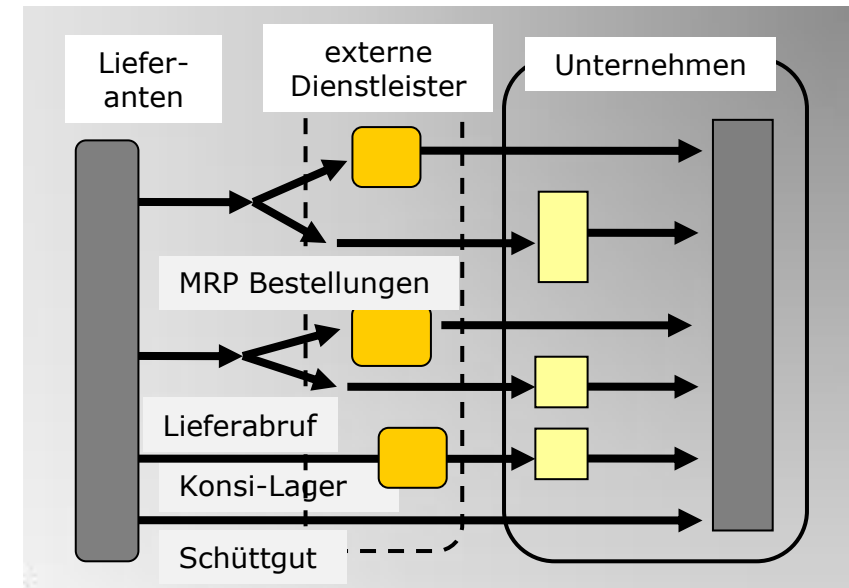 Liefer-
anten
externe
Dienstleister
Unternehmen
MRP Bestellungen
Lieferabruf
Konsi-Lager
Schüttgut